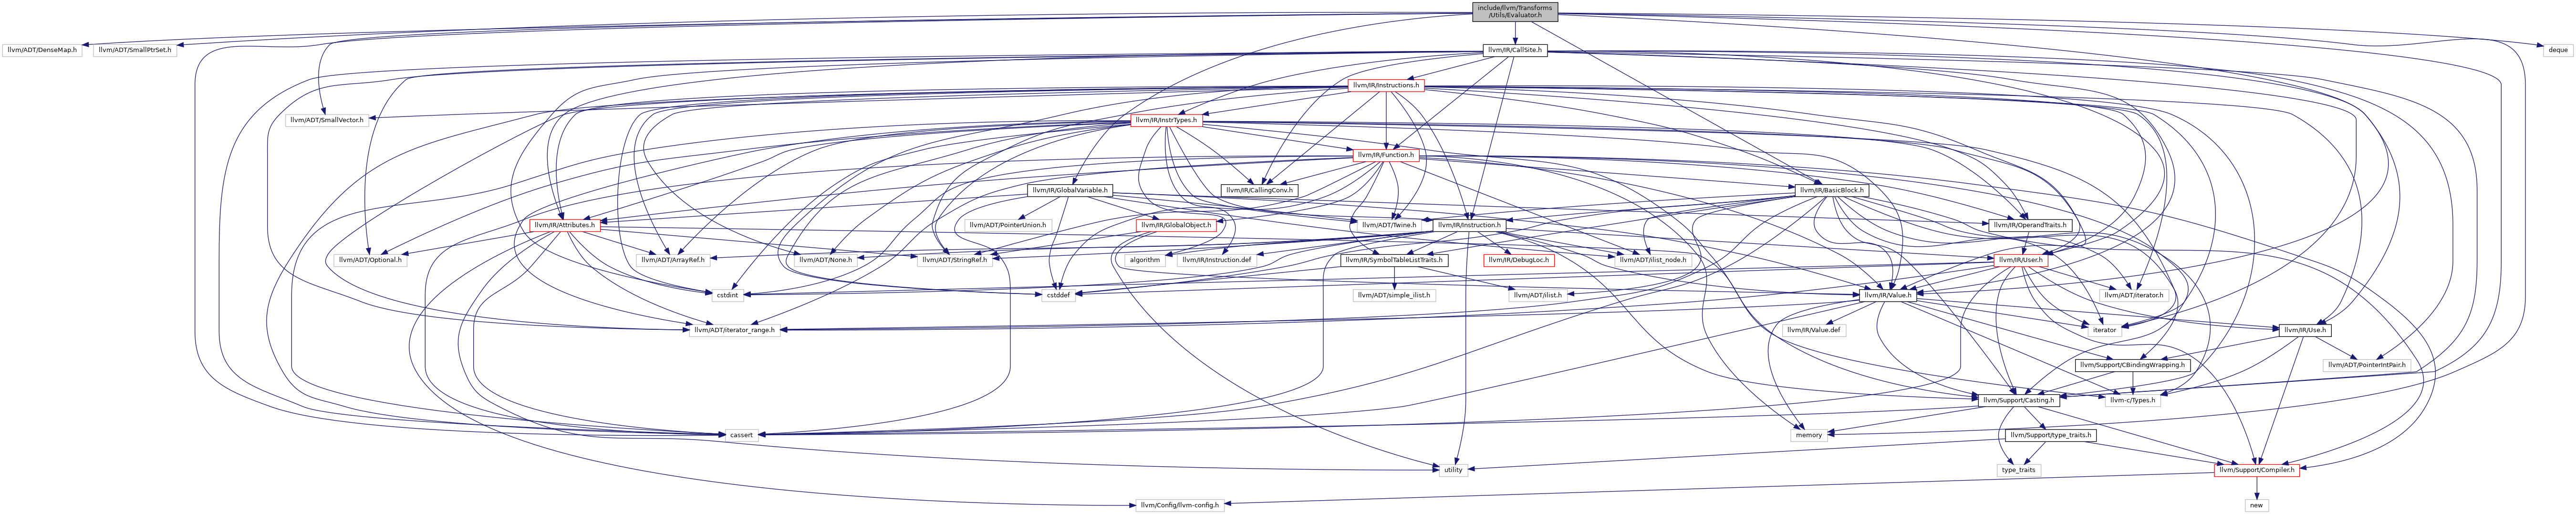 include/llvm/Transforms
/Utils/Evaluator.h
llvm/ADT/DenseMap.h
llvm/ADT/SmallPtrSet.h
llvm/IR/CallSite.h
deque
llvm/IR/Instructions.h
llvm/ADT/SmallVector.h
llvm/IR/InstrTypes.h
llvm/IR/Function.h
llvm/IR/GlobalVariable.h
llvm/IR/CallingConv.h
llvm/IR/BasicBlock.h
llvm/IR/Attributes.h
llvm/ADT/PointerUnion.h
llvm/IR/GlobalObject.h
llvm/ADT/Twine.h
llvm/IR/Instruction.h
llvm/IR/OperandTraits.h
llvm/ADT/Optional.h
llvm/ADT/ArrayRef.h
llvm/ADT/None.h
llvm/ADT/StringRef.h
algorithm
llvm/IR/Instruction.def
llvm/IR/SymbolTableListTraits.h
llvm/IR/DebugLoc.h
llvm/ADT/ilist_node.h
llvm/IR/User.h
cstdint
cstddef
llvm/ADT/simple_ilist.h
llvm/ADT/ilist.h
llvm/IR/Value.h
llvm/ADT/iterator.h
llvm/ADT/iterator_range.h
llvm/IR/Value.def
iterator
llvm/IR/Use.h
llvm/Support/CBindingWrapping.h
llvm/ADT/PointerIntPair.h
llvm/Support/Casting.h
llvm-c/Types.h
cassert
memory
llvm/Support/type_traits.h
utility
type_traits
llvm/Support/Compiler.h
llvm/Config/llvm-config.h
new